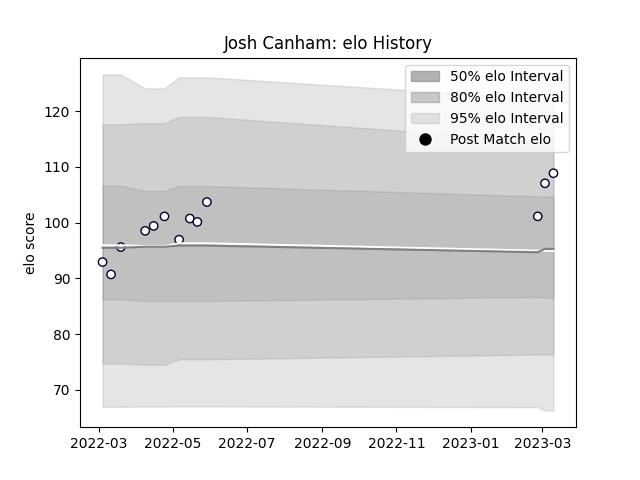 Josh Canham: elo History
50% elo Interval
80% elo Interval
95% elo Interval
Post Match elo
elo score
120
110
100
90
80
70
2022-03 2022-05 2022-07 2022-09 2022-11 2023-01 2023-03